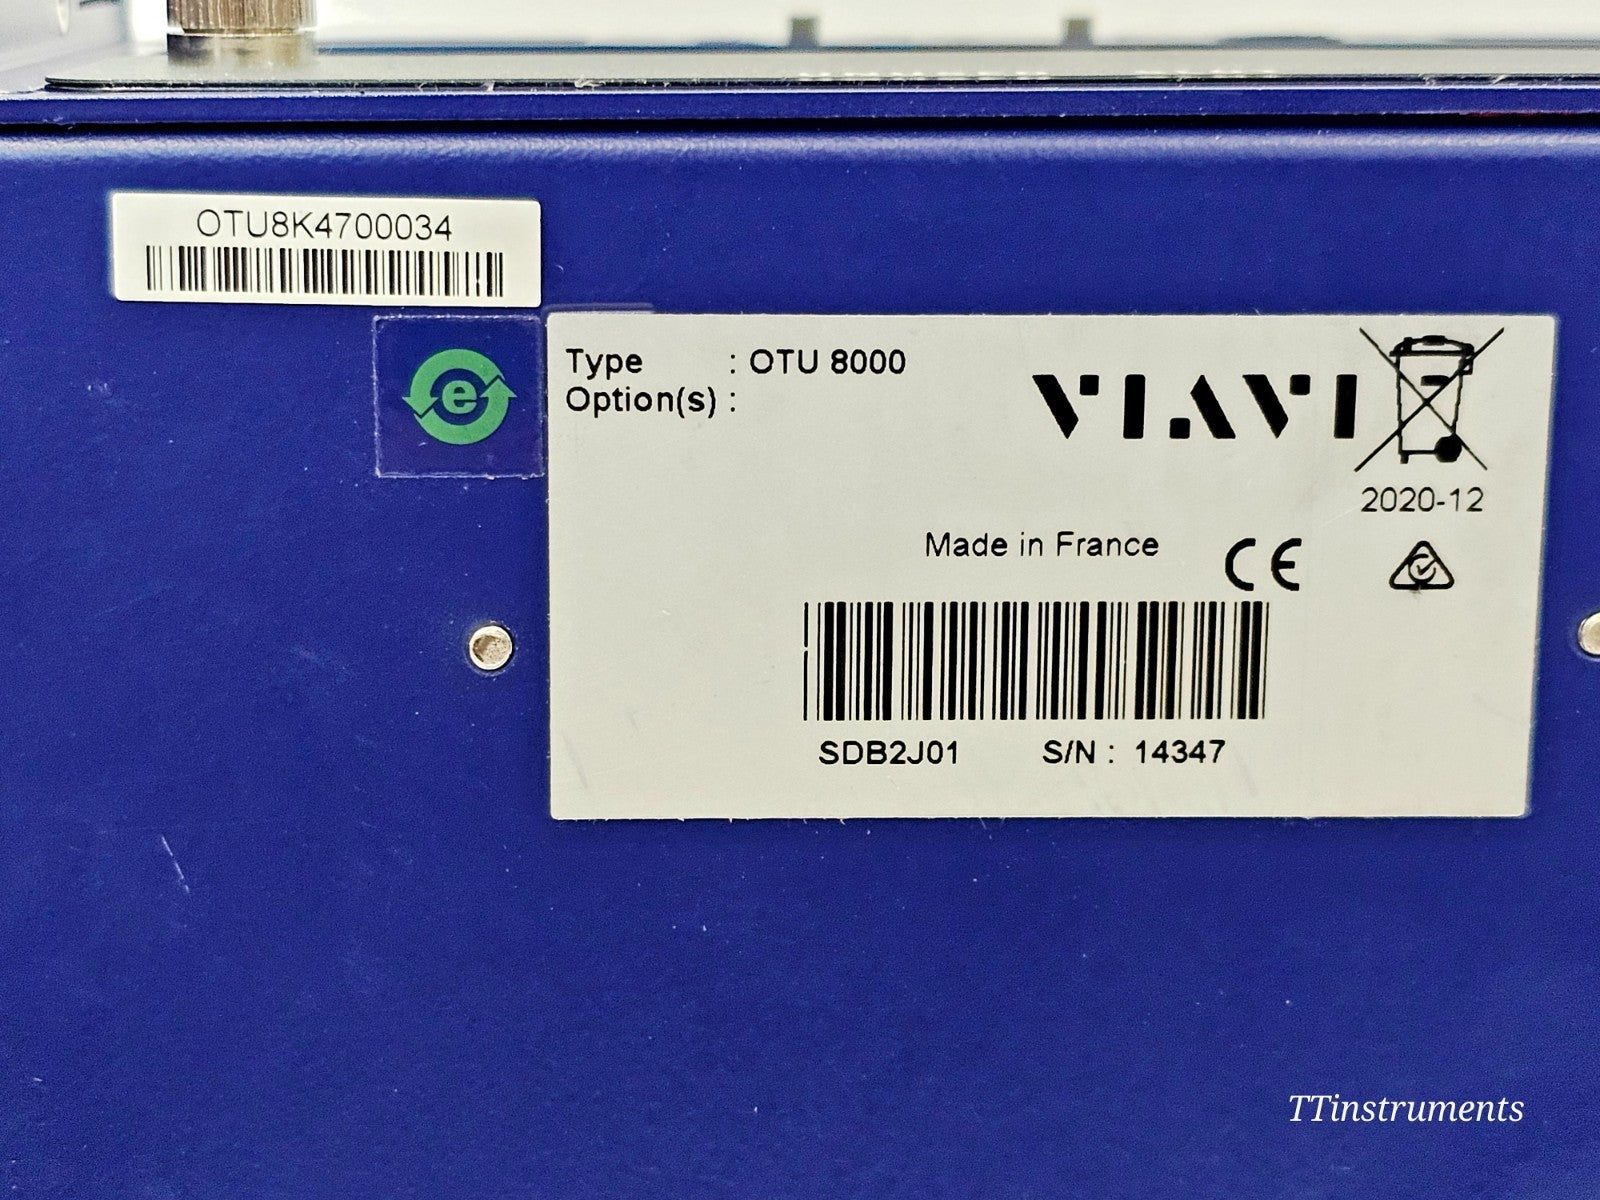 OTU8K4700034
e
Type : OTU 8000
Option(s) :
VIAVI
2020-12
Made in France
CE
SDB2J01 S/N : 14347
TTinstruments